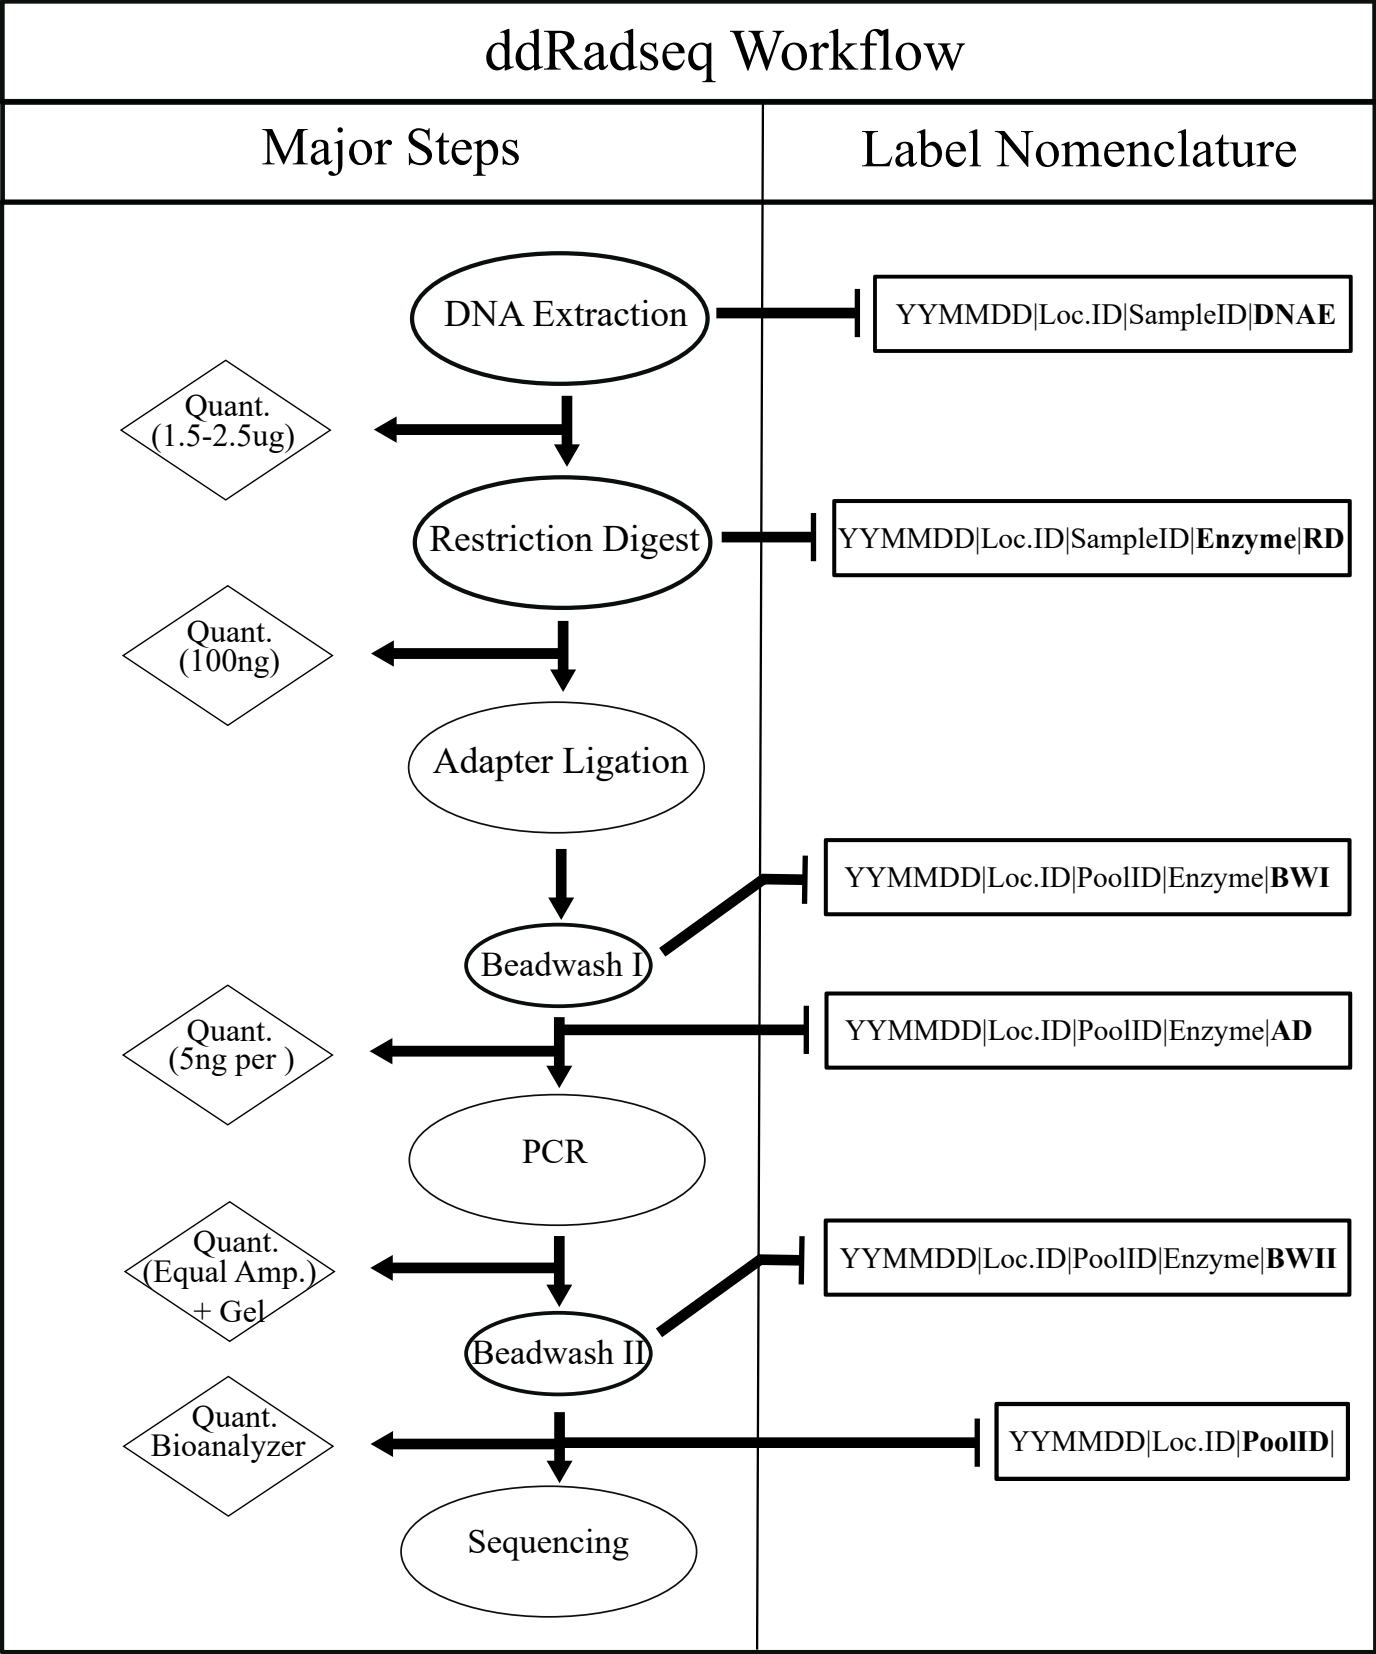 ddRadseq Workflow
Major Steps
Label Nomenclature
DNA Extraction
YYMMDD|Loc.ID|SampleID|DNAE
Quant.
(1.5-2.5ug)
Restriction Digest
YYMMDD|Loc.ID|SampleID|Enzyme|RD
Quant.
(100ng)
Adapter Ligation
YYMMDD|Loc.ID|PoolID|Enzyme|BWI
Beadwash I
Quant.
(5ng per )
YYMMDD|Loc.ID|PoolID|Enzyme|AD
PCR
Quant.
(Equal Amp.)
+ Gel
YYMMDD|Loc.ID|PoolID|Enzyme|BWII
Beadwash II
Quant.
Bioanalyzer
YYMMDD|Loc.ID|PoolID|
Sequencing